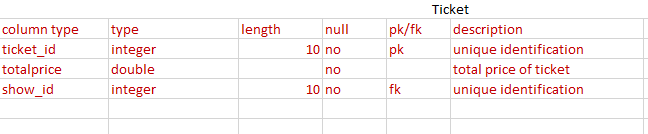 Ticket
column type type length null pk/fk description
ticket_id integer 10 no pk unique identification
totalprice double no total price of ticket
show_id integer 10 no fk unique identification